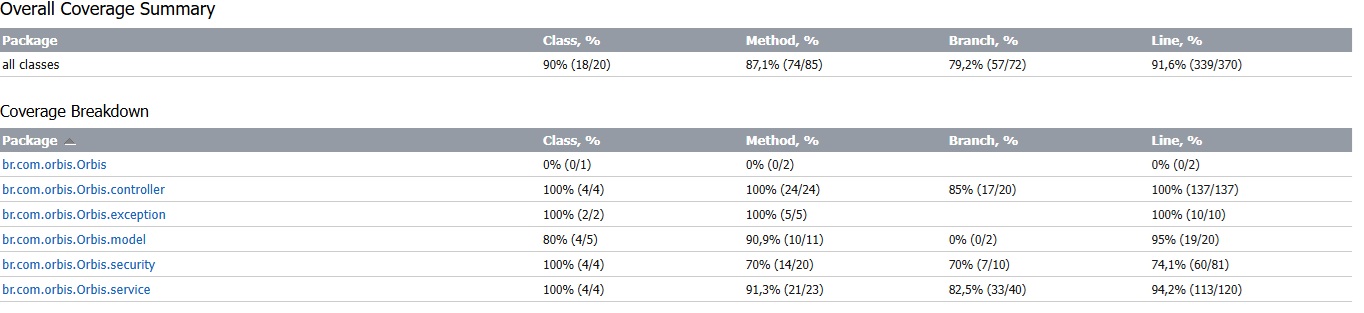 Overall Coverage Summary
Package Class, % Method, % Branch, % Line, %
all classes 90% (18/20) 87,1% (74/85) 79,2% (57/72) 91,6% (339/370)
Coverage Breakdown
Package Class, % Method, % Branch, % Line, %
br.com.orbis.Orbis 0% (0/1) 0% (0/2) 0% (0/2)
br.com.orbis.Orbis.controller 100% (4/4) 100% (24/24) 85% (17/20) 100% (137/137)
br.com.orbis.Orbis.exception 100% (2/2) 100% (5/5) 100% (10/10)
br.com.orbis.Orbis.model 80% (4/5) 90,9% (10/11) 0% (0/2) 95% (19/20)
br.com.orbis.Orbis.security 100% (4/4) 70% (14/20) 70% (7/10) 74,1% (60/81)
br.com.orbis.Orbis.service 100% (4/4) 91,3% (21/23) 82,5% (33/40) 94,2% (113/120)